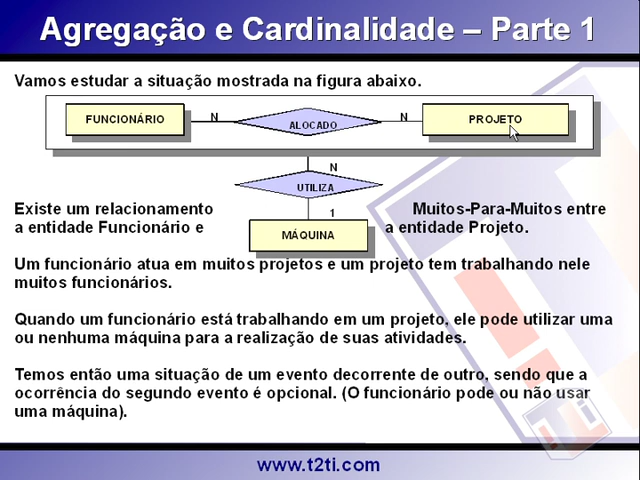 Agregação e Cardinalidade – Parte 1
Vamos estudar a situação mostrada na figura abaixo.
FUNCIONÁRIO N ALOCADO N PROJETO
N
UTILIZA
1
MÁQUINA
Existe um relacionamento Muitos-Para-Muitos entre
a entidade Funcionário e a entidade Projeto.
Um funcionário atua em muitos projetos e um projeto tem trabalhando nele
muitos funcionários.
Quando um funcionário está trabalhando em um projeto, ele pode utilizar uma
ou nenhuma máquina para a realização de suas atividades.
Temos então uma situação de um evento decorrente de outro, sendo que a
ocorrência do segundo evento é opcional. (O funcionário pode ou não usar
uma máquina).
www.t2ti.com